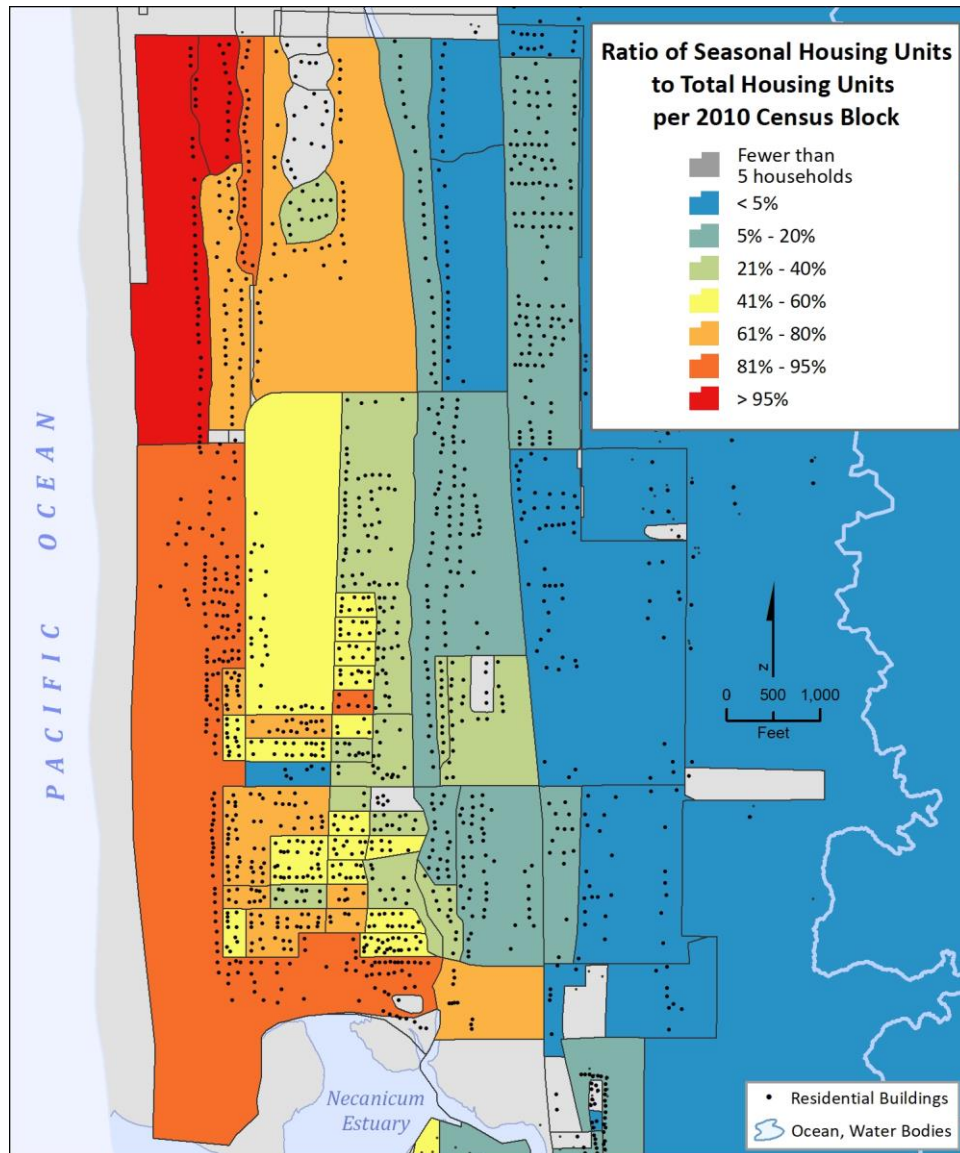 Ratio of Seasonal Housing Units
to Total Housing Units
per 2010 Census Block
Fewer than
5 households
< 5%
5% - 20%
21% - 40%
41% - 60%
61% - 80%
81% - 95%
> 95%
PACIFIC OCEAN
N
0 500 1,000
Feet
Necanicum
Estuary
Residential Buildings
Ocean, Water Bodies